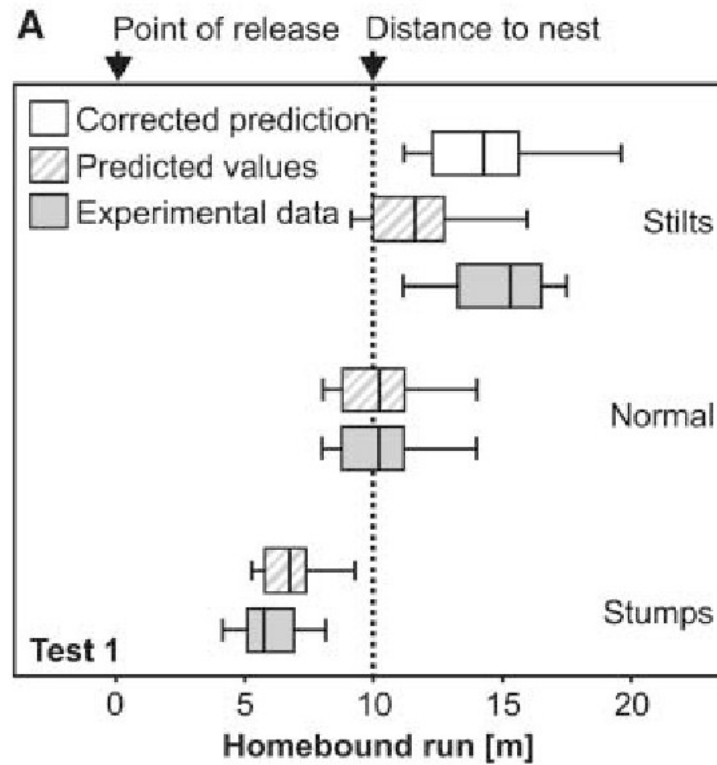 A
Point of release
Distance to nest
Corrected prediction
Predicted values
Experimental data
Stilts
Normal
Stumps
Test 1
0 5 10 15 20
Homebound run [m]